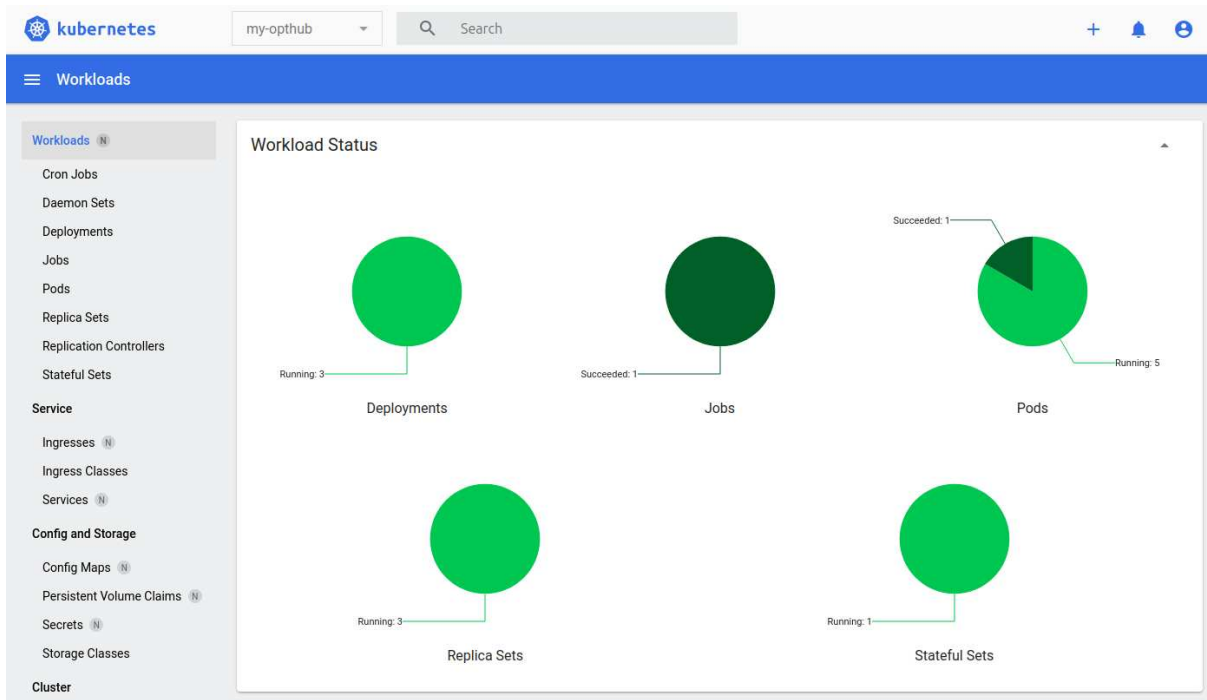 kubernetes
my-opthub
Search
Workloads
Workloads N
Cron Jobs
Daemon Sets
Deployments
Jobs
Pods
Replica Sets
Replication Controllers
Stateful Sets
Service
Ingresses N
Ingress Classes
Services N
Config and Storage
Config Maps N
Persistent Volume Claims N
Secrets N
Storage Classes
Cluster
Workload Status
Running: 3
Deployments
Succeeded: 1
Jobs
Succeeded: 1
Running: 5
Pods
Running: 3
Replica Sets
Running: 1
Stateful Sets